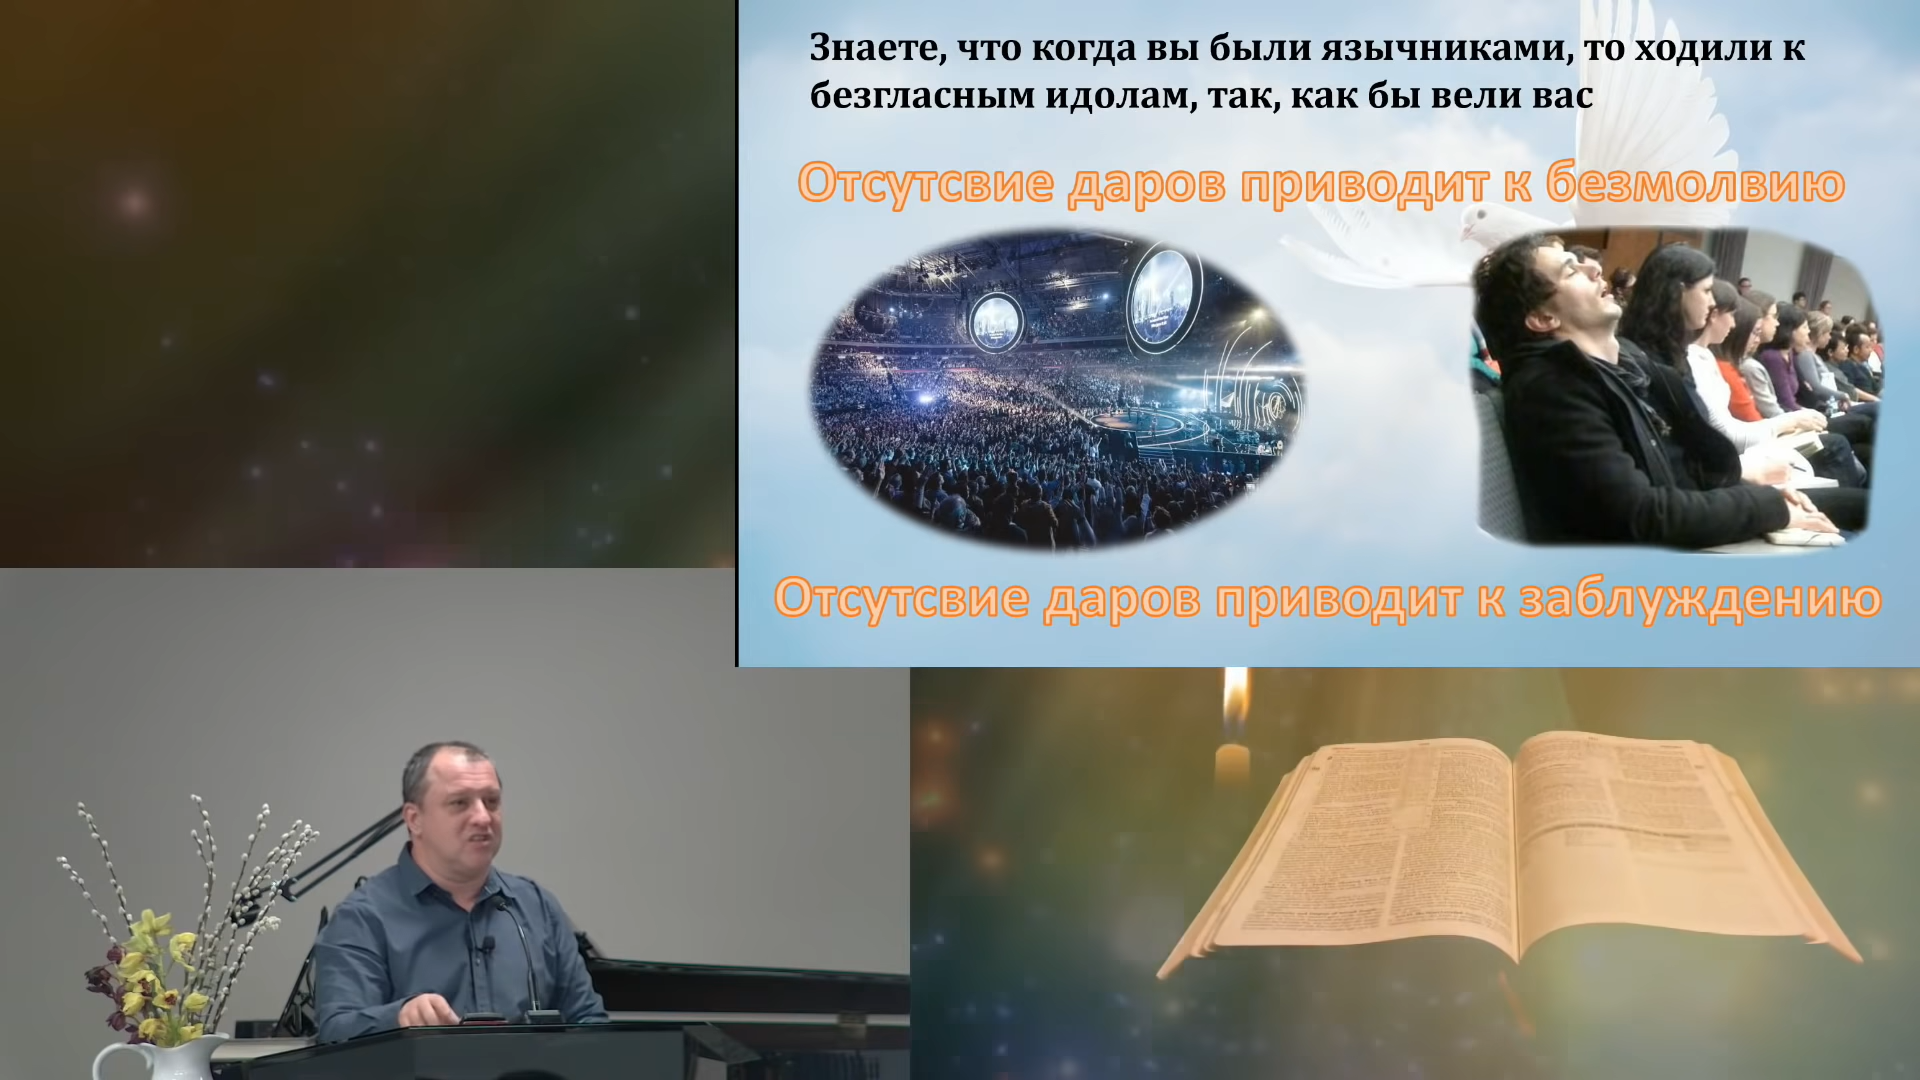 Знаете, что когда вы были язычниками, то ходили к
безгласным идолам, так, как бы вели вас
Отсутсвие даров приводит к безмолвию
Отсутсвие даров приводит к заблуждению